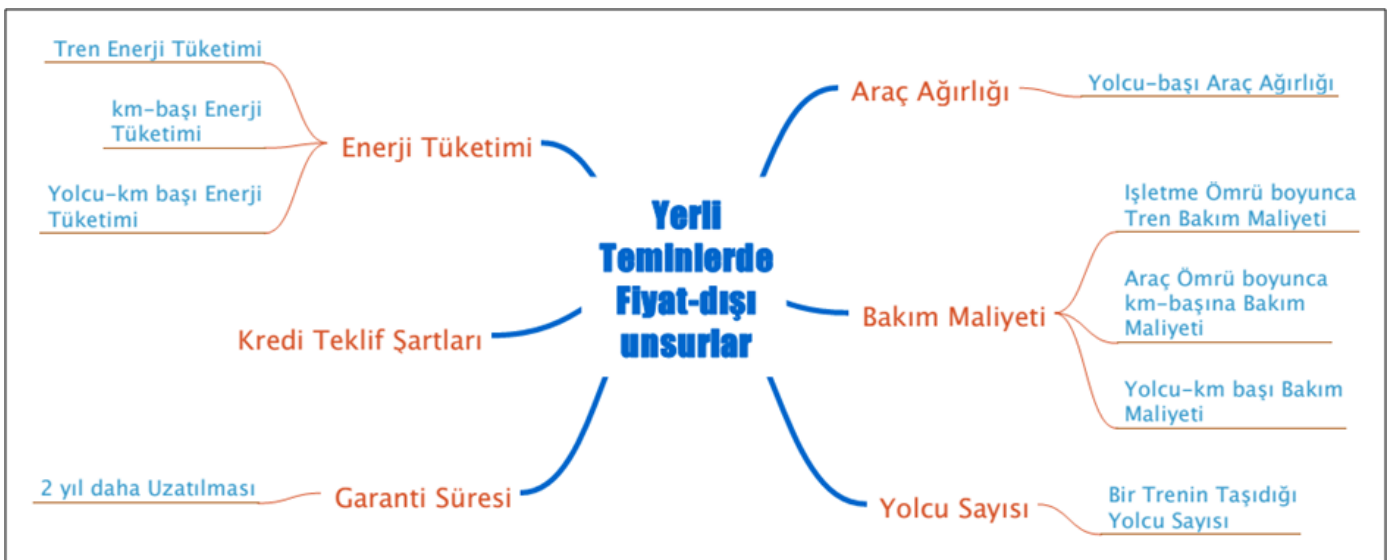 Yerli
Teminlerde
Fiyat-dışı
unsurlar
Enerji Tüketimi
Tren Enerji Tüketimi
km-başı Enerji
Tüketimi
Yolcu-km başı Enerji
Tüketimi
Kredi Teklif Şartları
Garanti Süresi
2 yıl daha Uzatılması
Araç Ağırlığı
Yolcu-başı Araç Ağırlığı
Bakım Maliyeti
Işletme Ömrü boyunca
Tren Bakım Maliyeti
Araç Ömrü boyunca
km-başına Bakım
Maliyeti
Yolcu-km başı Bakım
Maliyeti
Yolcu Sayısı
Bir Trenin Taşıdığı
Yolcu Sayısı